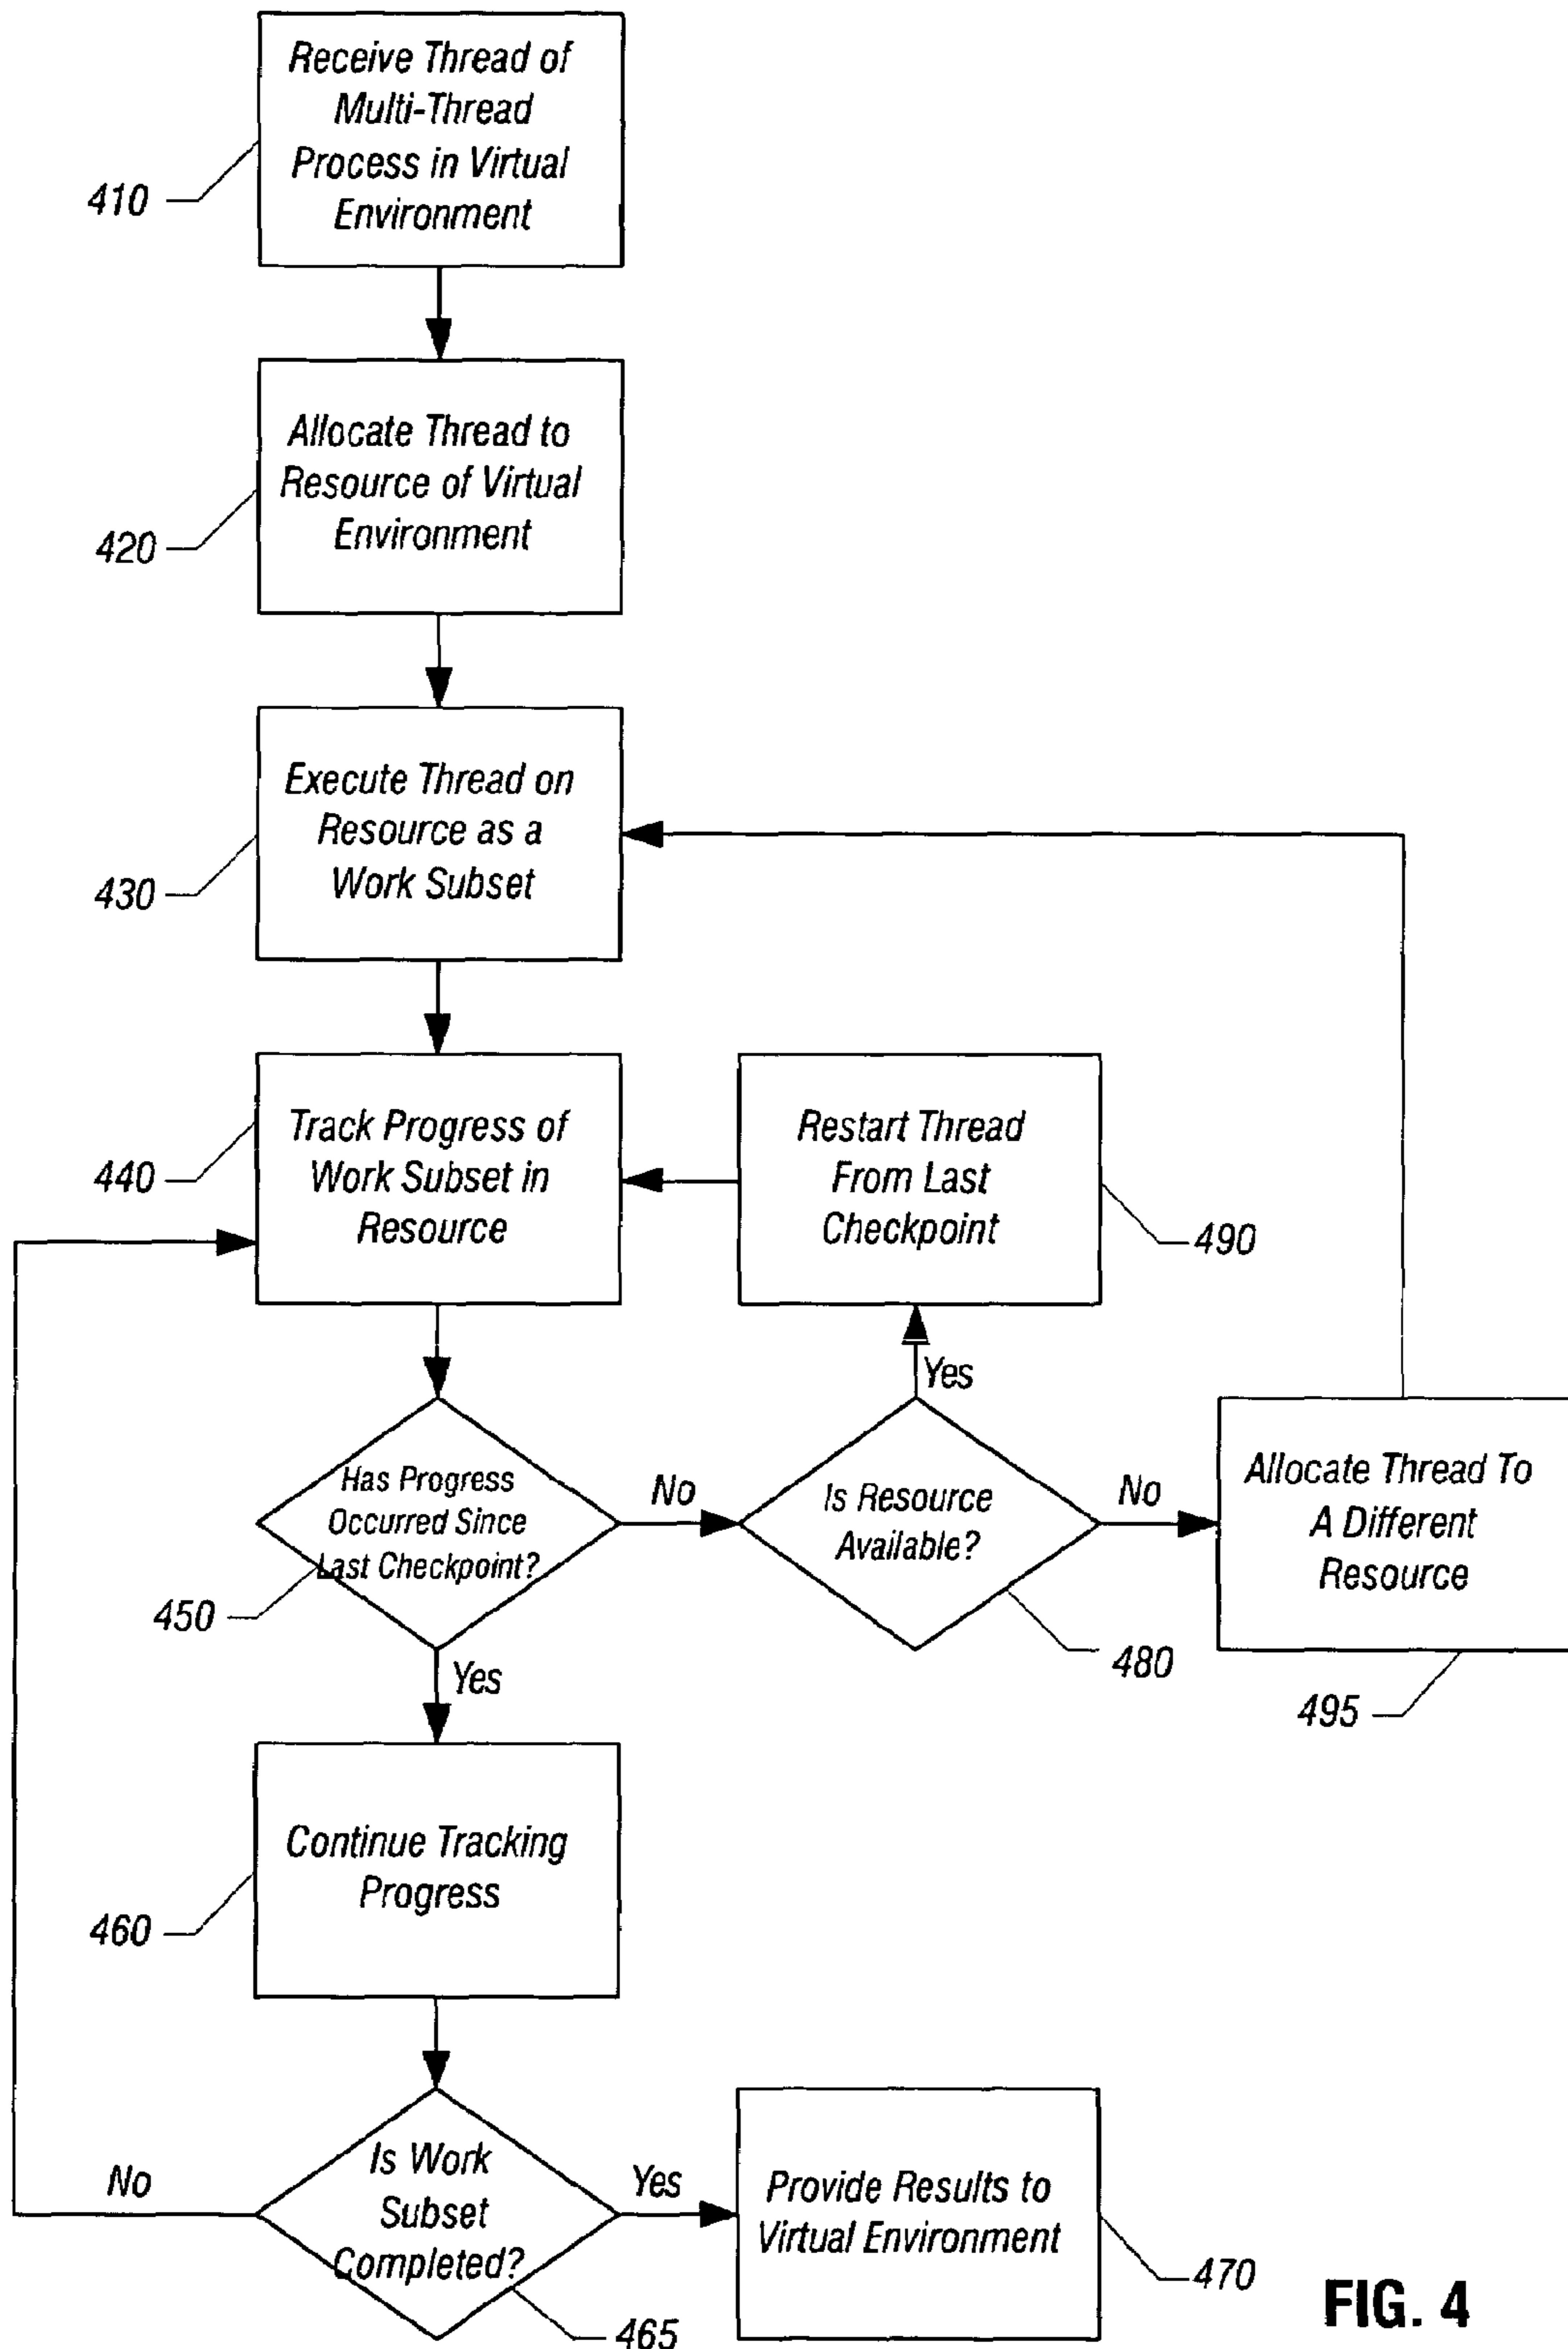 Receive Thread of
Multi-Thread
Process in Virtual
Environment
410
Allocate Thread to
Resource of Virtual
Environment
420
Execute Thread on
Resource as a
Work Subset
430
Track Progress of
Work Subset in
Resource
440
Restart Thread
From Last
Checkpoint
490
Yes
Has Progress
Occurred Since
Last Checkpoint?
450
No
Is Resource
Available?
480
No
Allocate Thread To
A Different
Resource
495
Yes
Continue Tracking
Progress
460
No
Is Work
Subset
Completed?
465
Yes
Provide Results to
Virtual Environment
470
FIG. 4